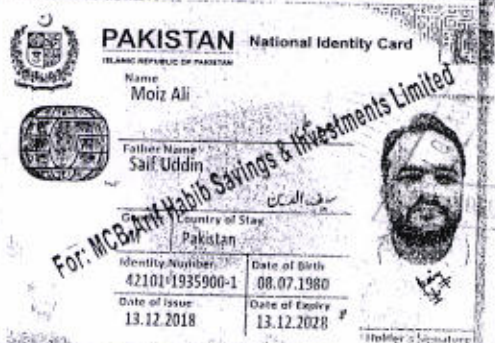 PAKISTAN National Identity Card
ISLAMIC REPUBLIC OF PAKISTAN
Name
Moiz Ali
Father Name
Saif Uddin
سیف الدین
Country of Stay
Pakistan
Identity Number
Date of Birth
42101-1935900-1
08.07.1980
Date of Issue
Date of Expiry
13.12.2018
13.12.2028
Holder's Signature
For: MCB-Arif Habib Savings & Investments Limited